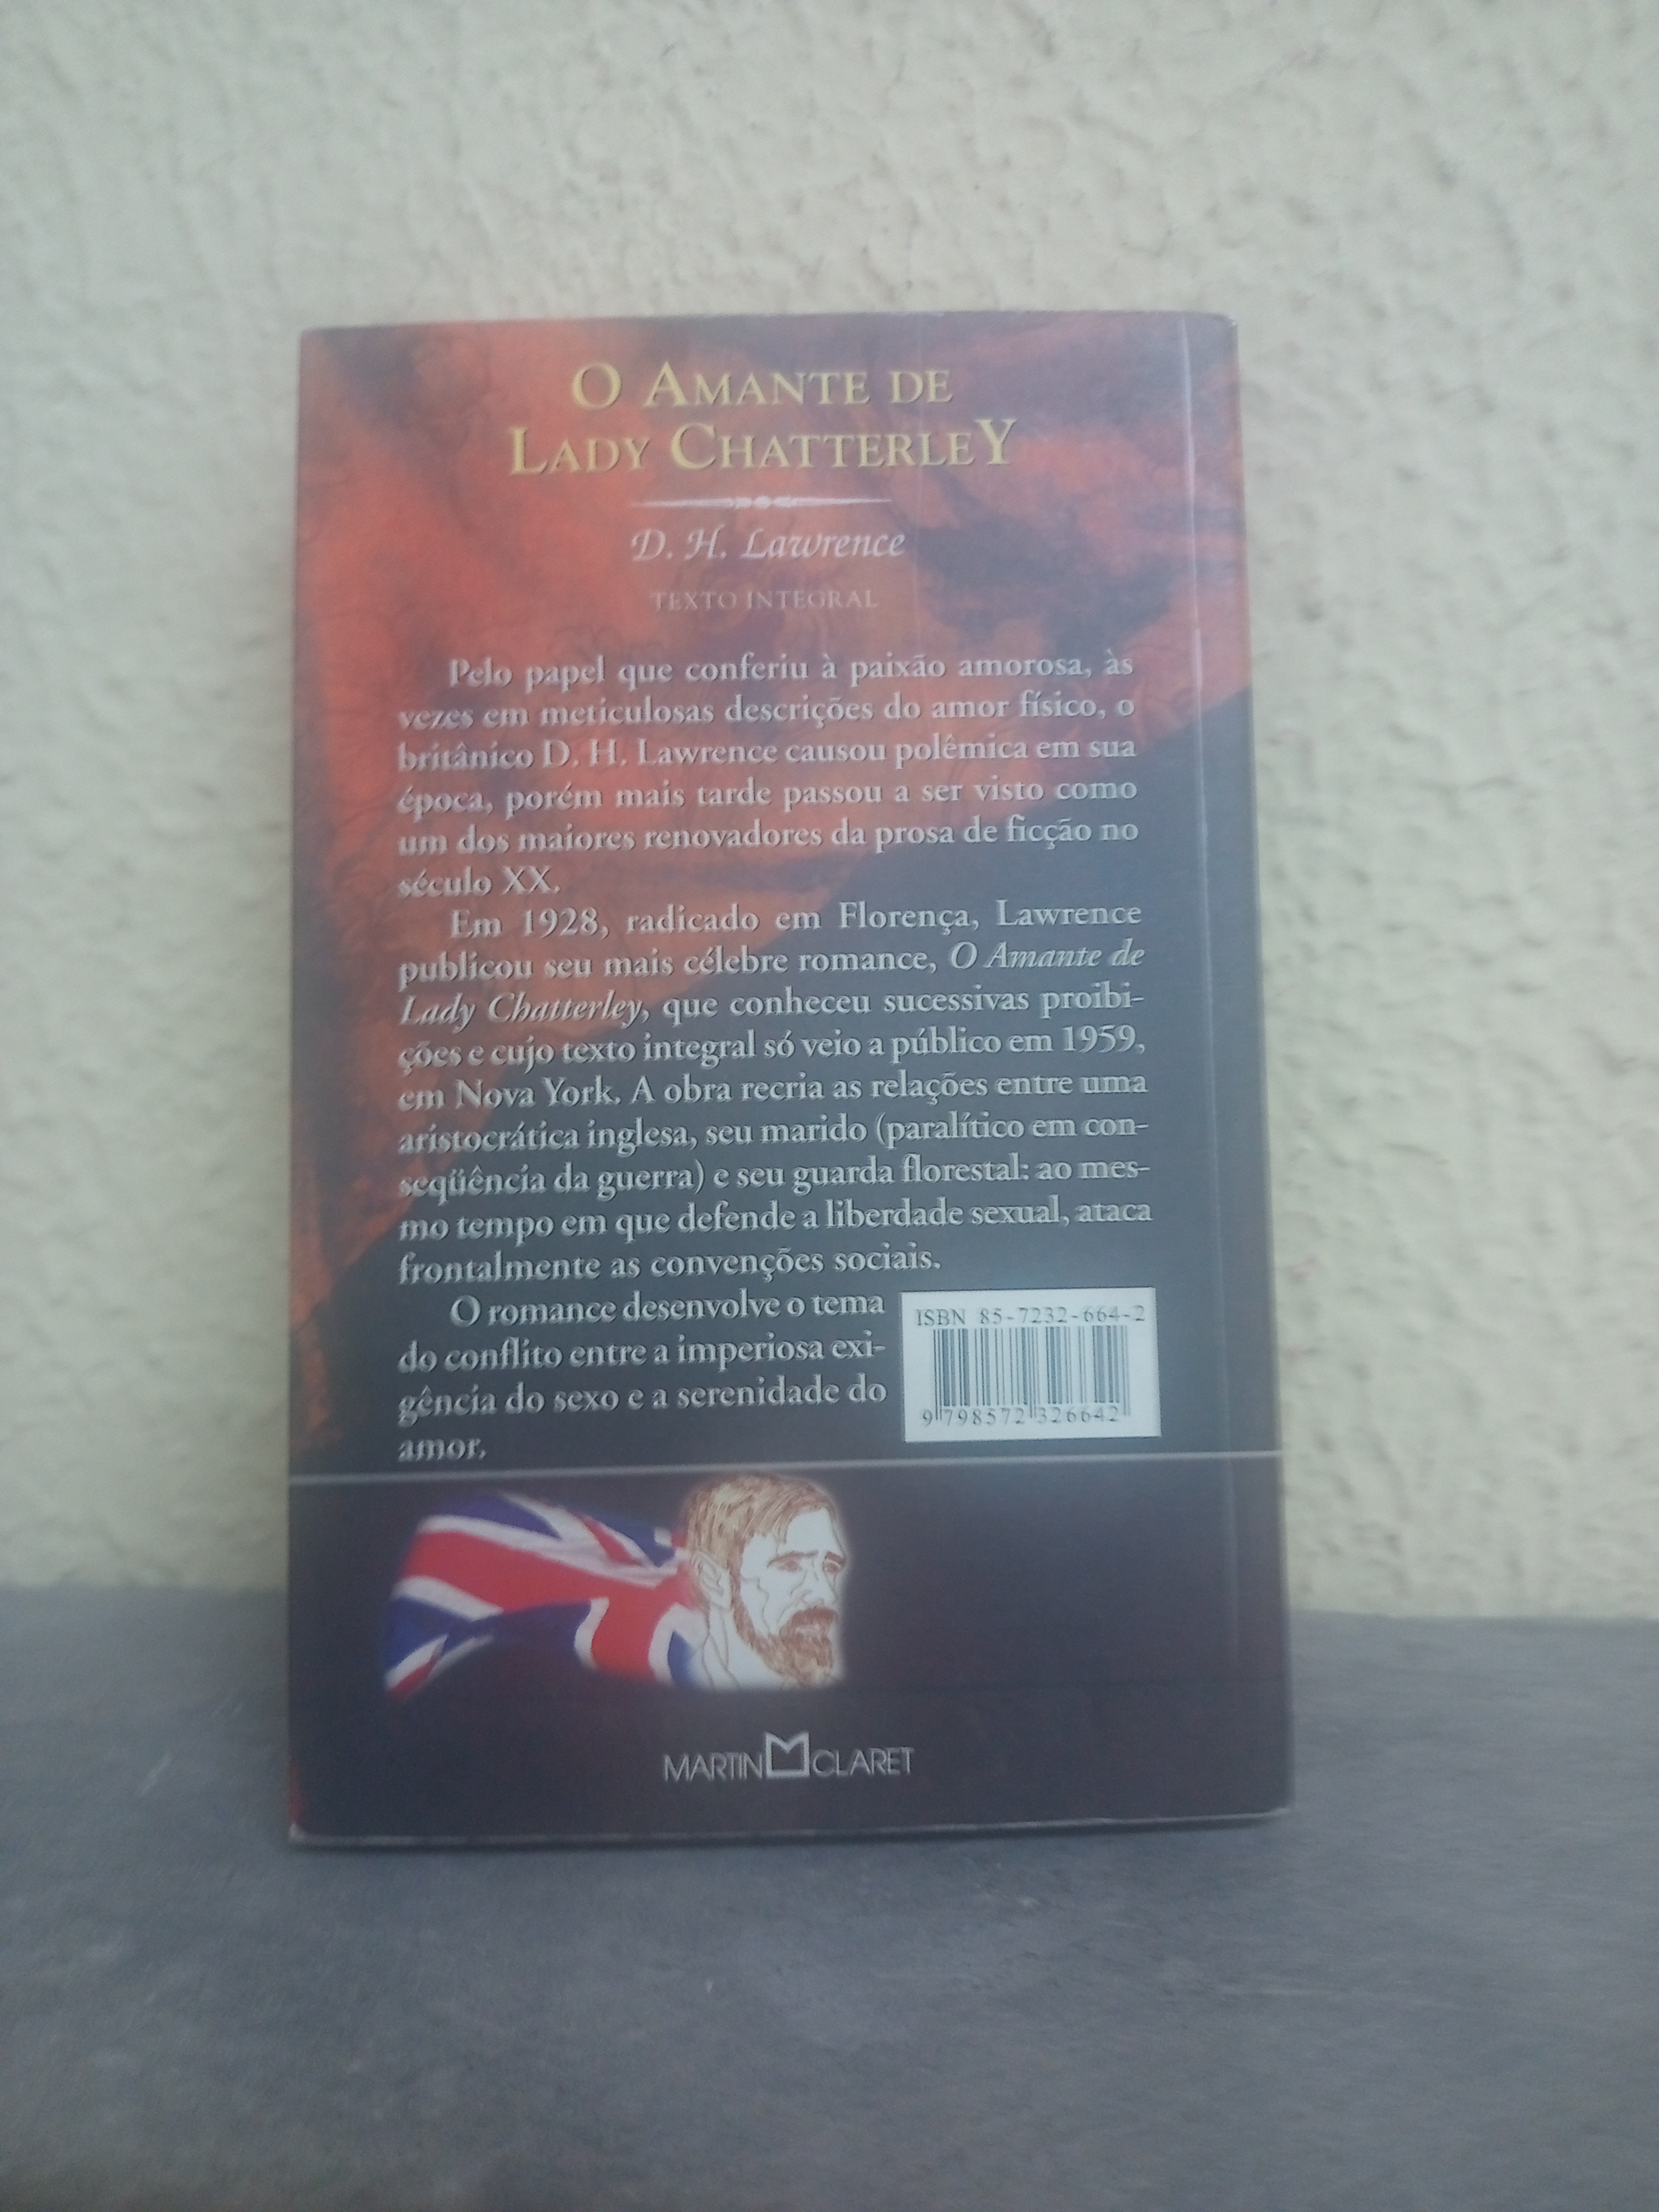 O AMANTE DE
LADY CHATTERLEY
D. H. Lawrence
TEXTO INTEGRAL
Pelo papel que conferiu à paixão amorosa, às
vezes em meticulosas descrições do amor físico, o
britânico D. H. Lawrence causou polêmica em sua
época, porém mais tarde passou a ser visto como
um dos maiores renovadores da prosa de ficção no
século XX.
Em 1928, radicado em Florença, Lawrence
publicou seu mais célebre romance, O Amante de
Lady Chatterley, que conheceu sucessivas proibi-
ções e cujo texto integral só veio a público em 1959,
em Nova York. A obra recria as relações entre uma
aristocrática inglesa, seu marido (paralítico em con-
seqüência da guerra) e seu guarda florestal: ao mes-
mo tempo em que defende a liberdade sexual, ataca
frontalmente as convenções sociais.
O romance desenvolve o tema
do conflito entre a imperiosa exi-
gência do sexo e a serenidade do
amor.
ISBN 85-7232-664-2
9 798572 326642
MARTIN CLARET